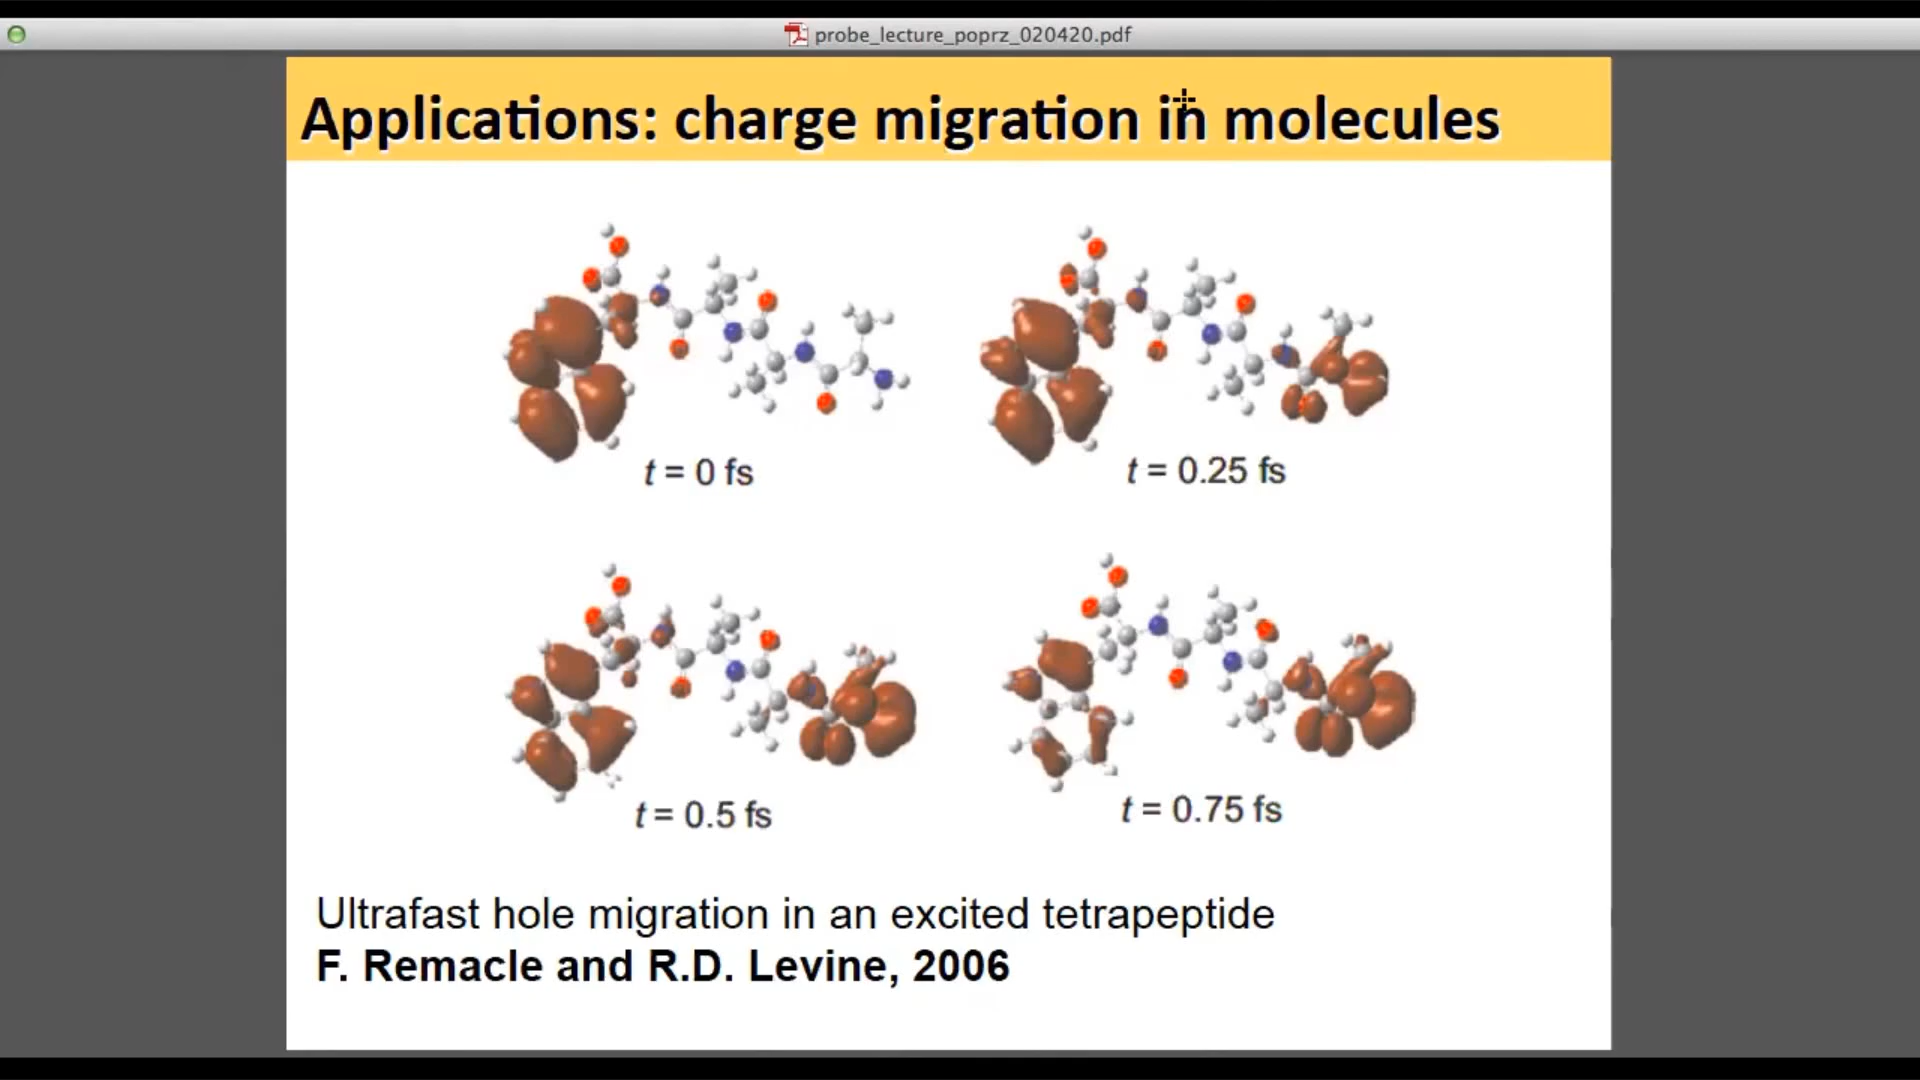 probe_lecture_poprz_020420.pdf
Applications: charge migration in molecules
t = 0 fs
t = 0.25 fs
t = 0.5 fs
t = 0.75 fs
Ultrafast hole migration in an excited tetrapeptide
F. Remacle and R.D. Levine, 2006